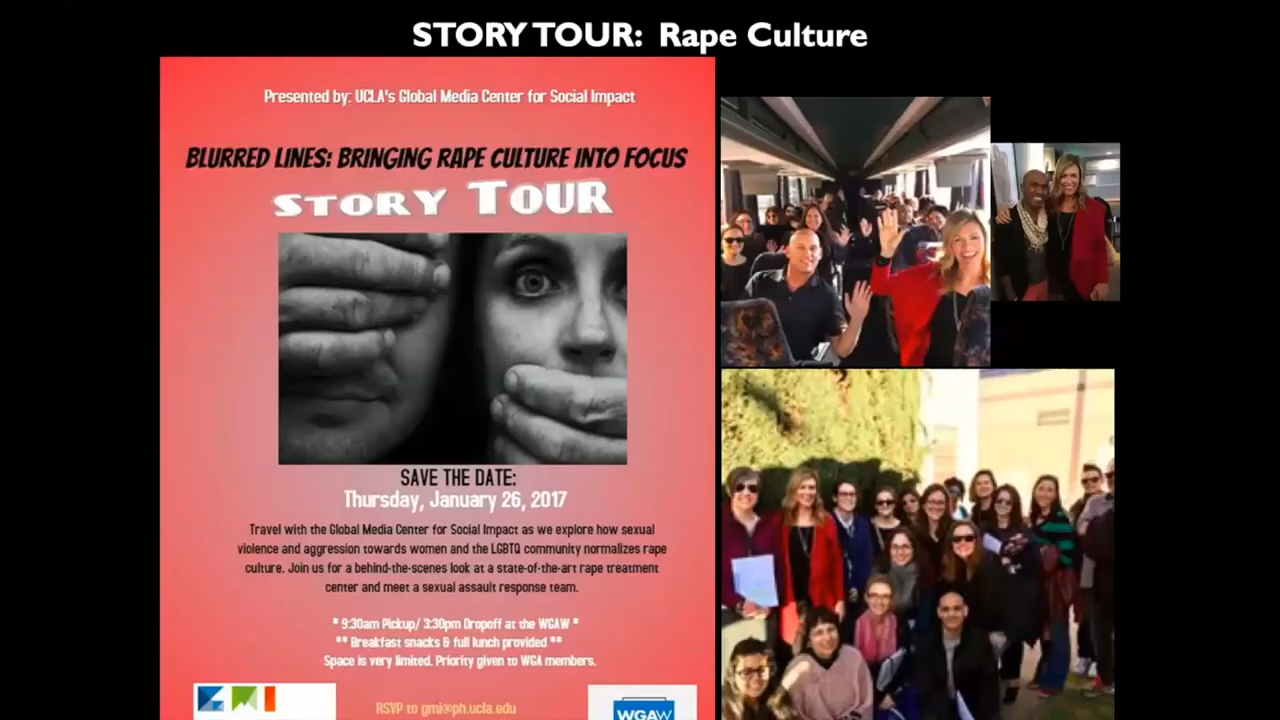 STORY TOUR: Rape Culture
Presented by: UCLA's Global Media Center for Social Impact
BLURRED LINES: BRINGING RAPE CULTURE INTO FOCUS
STORY TOUR
SAVE THE DATE:
Thursday, January 26, 2017
Travel with the Global Media Center for Social Impact as we explore how sexual
violence and aggression towards women and the LGBTQ community normalizes rape
culture. Join us for a behind-the-scenes look at a state-of-the-art rape treatment
center and meet a sexual assault response team.
* 9:30am Pickup/ 3:30pm Dropoff at the WGAW *
** Breakfast snacks & full lunch provided **
Space is very limited. Priority given to WGA members.
RSVP to gmi@ph.ucla.edu
WGAW